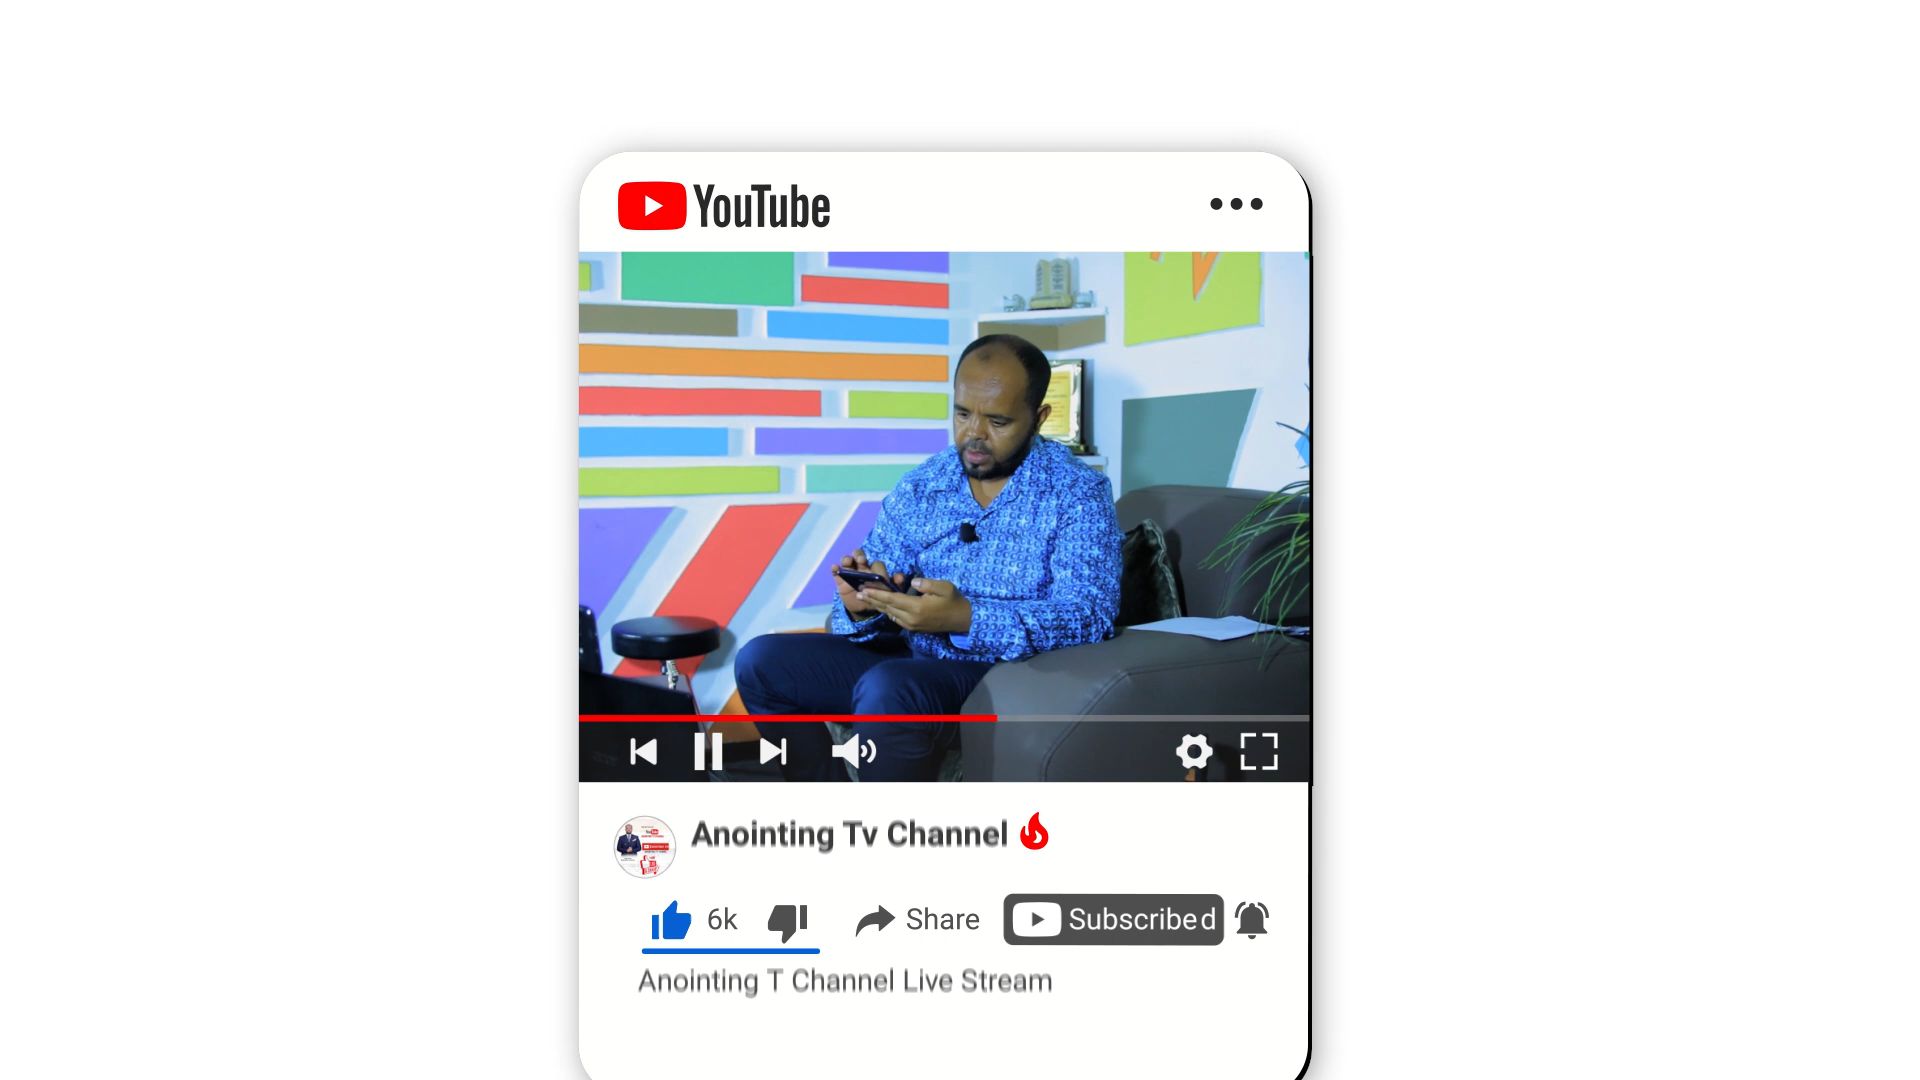 YouTube
Anointing Tv Channel
6k
Share
Subscribed
Anointing T Channel Live Stream